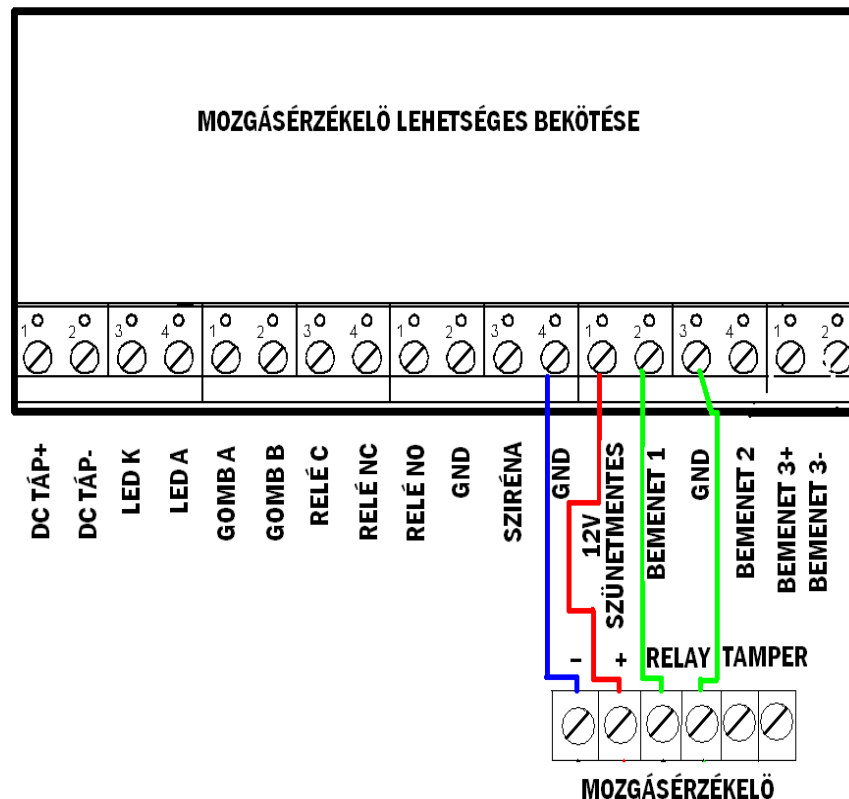 MOZGÁSÉRZÉKELÖ LEHETSÉGES BEKÖTÉSE
1 2 3 4 1 2 3 4 1 2 3 4 1 2 3 4 1 2
DC TÁP+
DC TÁP-
LED K
LED A
GOMB A
GOMB B
RELÉ C
RELÉ NC
RELÉ NO
GND
SZIRÉNA
GND
12V
SZÜNETMENTES
BEMENET 1
GND
BEMENET 2
BEMENET 3+
BEMENET 3-
- + RELAY TAMPER
MOZGÁSÉRZÉKELÖ